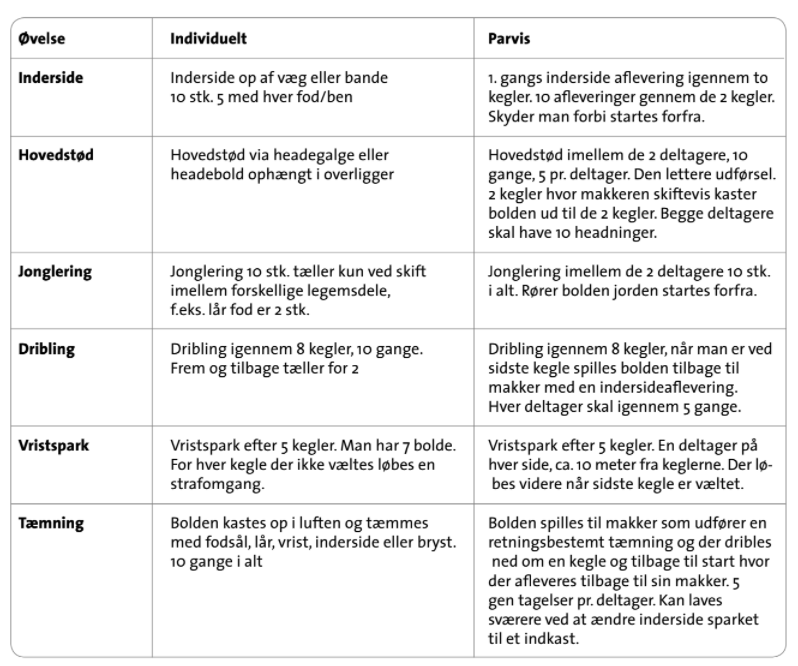 Øvelse
Individuelt
Parvis
Inderside
Inderside op af væg eller bande
10 stk. 5 med hver fod/ben
1. gangs inderside aflevering igennem to
kegler. 10 afleveringer gennem de 2 kegler.
Skyder man forbi startes forfra.
Hovedstød
Hovedstød via headegalge eller
headebold ophængt i overligger
Hovedstød imellem de 2 deltagere, 10
gange, 5 pr. deltager. Den lettere udførsel.
2 kegler hvor makkeren skiftevis kaster
bolden ud til de 2 kegler. Begge deltagere
skal have 10 headninger.
Jonglering
Jonglering 10 stk. tæller kun ved skift
imellem forskellige legemsdele,
f.eks. lår fod er 2 stk.
Jonglering imellem de 2 deltagere 10 stk.
i alt. Rører bolden jorden startes forfra.
Dribling
Dribling igennem 8 kegler, 10 gange.
Frem og tilbage tæller for 2
Dribling igennem 8 kegler, når man er ved
sidste kegle spilles bolden tilbage til
makker med en indersideaflevering.
Hver deltager skal igennem 5 gange.
Vristspark
Vristspark efter 5 kegler. Man har 7 bolde.
For hver kegle der ikke væltes løbes en
strafomgang.
Vristspark efter 5 kegler. En deltager på
hver side, ca. 10 meter fra keglerne. Der lø-
bes videre når sidste kegle er væltet.
Tæmning
Bolden kastes op i luften og tæmmes
med fodsål, lår, vrist, inderside eller bryst.
10 gange i alt
Bolden spilles til makker som udfører en
retningsbestemt tæmning og der dribles
ned om en kegle og tilbage til start hvor
der afleveres tilbage til sin makker. 5
gen tagelser pr. deltager. Kan laves
sværere ved at ændre inderside sparket
til et indkast.